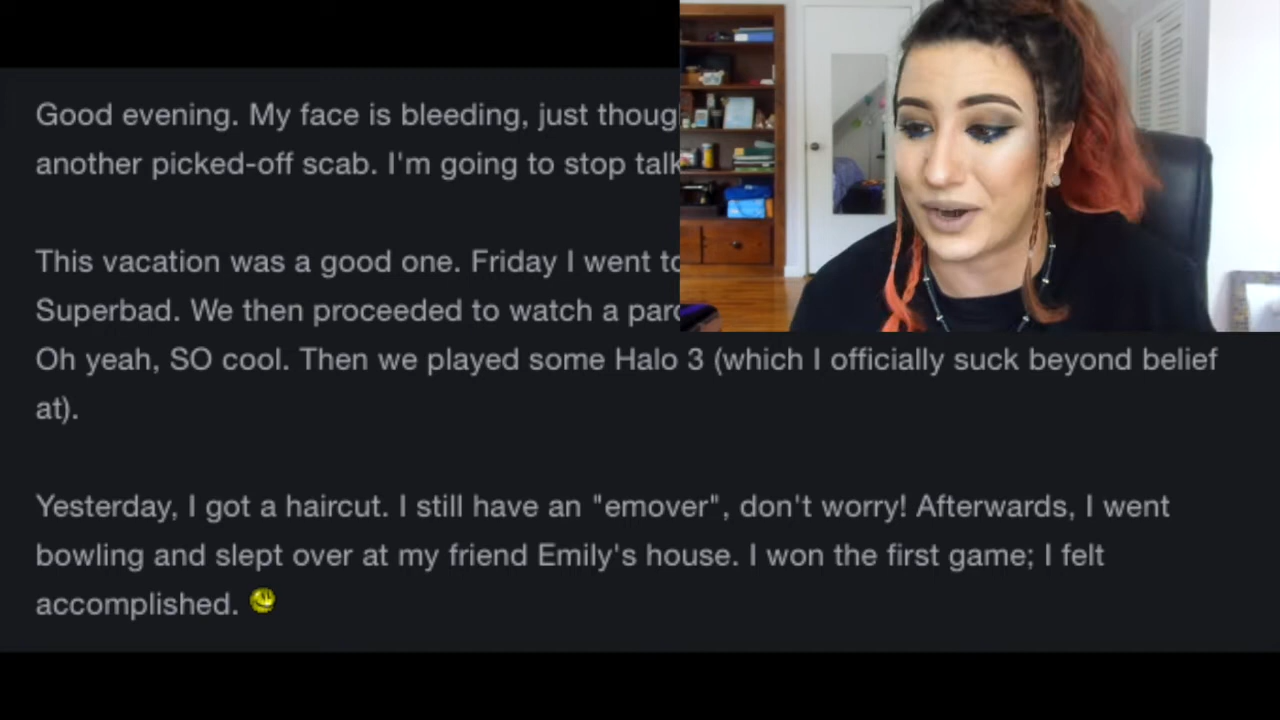 Good evening. My face is bleeding, just thoug
another picked-off scab. I'm going to stop talk
This vacation was a good one. Friday I went to
Superbad. We then proceeded to watch a paro
Oh yeah, SO cool. Then we played some Halo 3 (which I officially suck beyond belief
at).
Yesterday, I got a haircut. I still have an "emover", don't worry! Afterwards, I went
bowling and slept over at my friend Emily's house. I won the first game; I felt
accomplished.